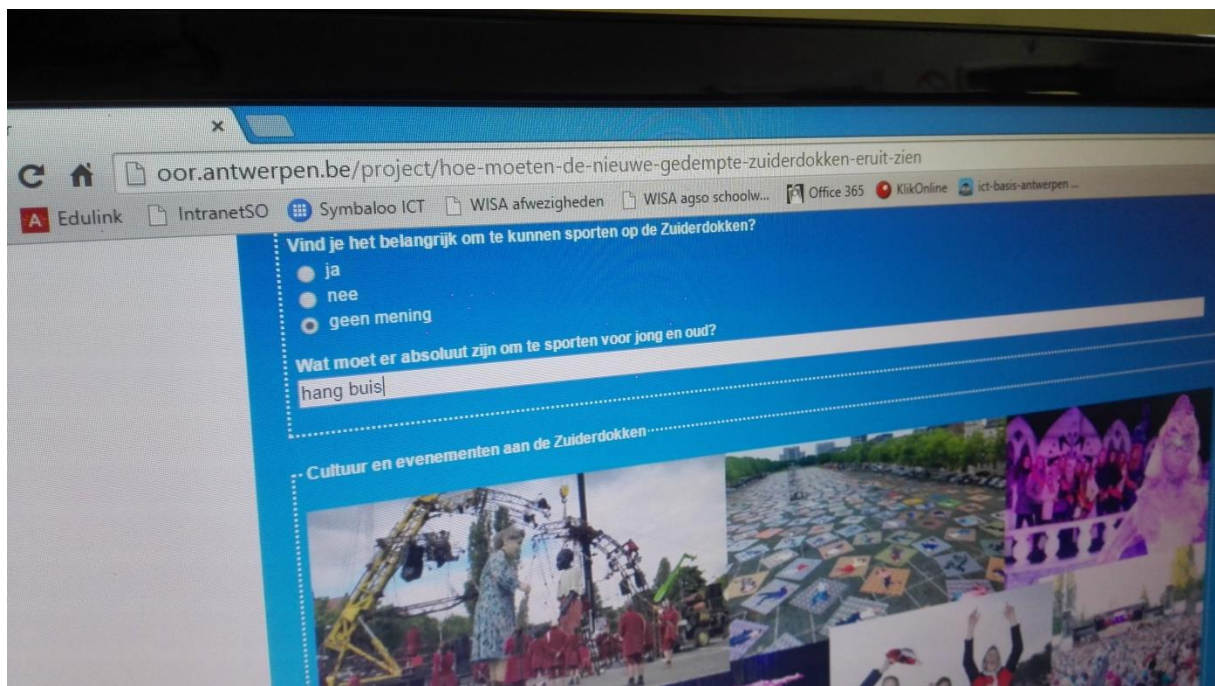 oor.antwerpen.be/project/hoe-moeten-de-nieuwe-gedempte-zuiderdokken-eruit-zien
Edulink IntranetSO Symbaloo ICT WISA afwezigheden WISA agso schoolw... Office 365 KlikOnline ict-basis-antwerpen ...
Vind je het belangrijk om te kunnen sporten op de Zuiderdokken?
ja
nee
geen mening
Wat moet er absoluut zijn om te sporten voor jong en oud?
hang buis
Cultuur en evenementen aan de Zuiderdokken